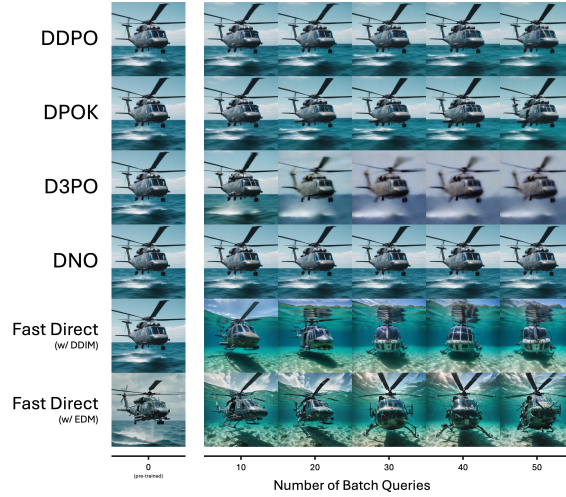 DDPO
DPOK
D3PO
DNO
Fast Direct
(w/ DDIM)
Fast Direct
(w/ EDM)
0
(pre-trained)
10
20
30
40
50
Number of Batch Queries